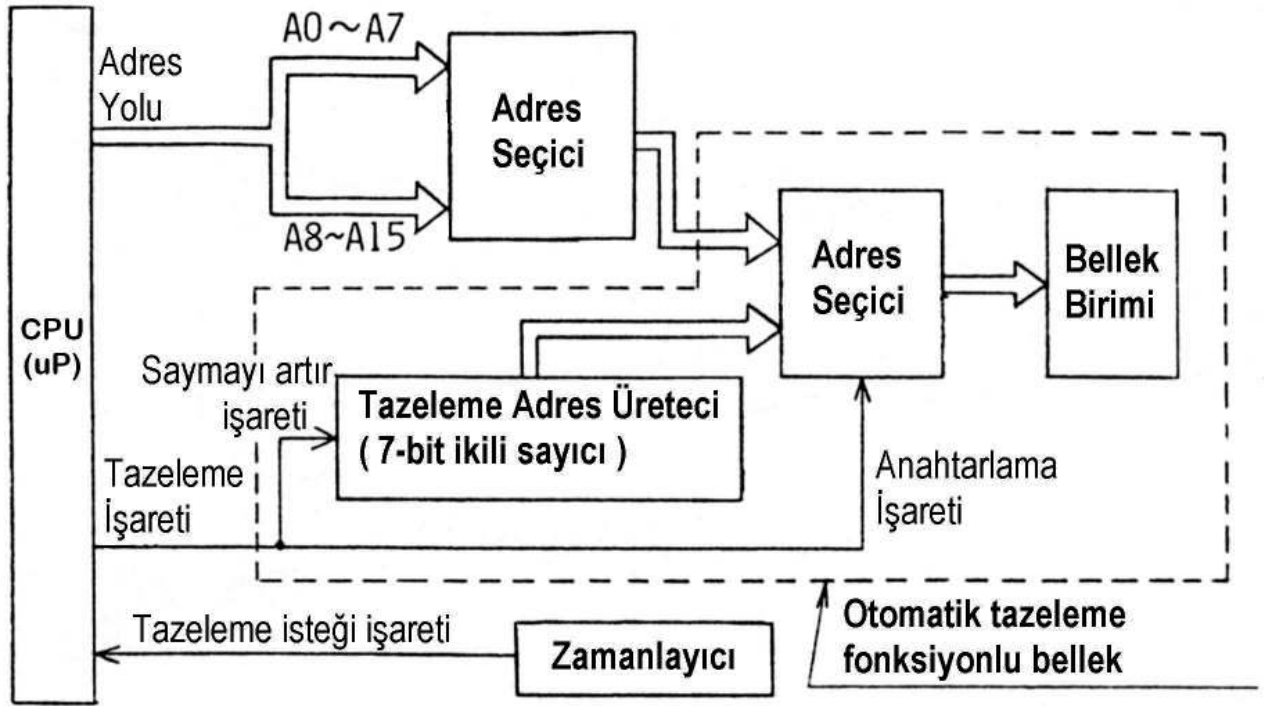 A0～A7
Adres
Yolu
Adres
Seçici
A8~A15
Adres
Seçici
Bellek
Birimi
CPU
(uP)
Saymayı artır
işareti
Tazeleme Adres Üreteci
( 7-bit ikili sayıcı )
Tazeleme
İşareti
Anahtarlama
İşareti
Tazeleme isteği işareti
Zamanlayıcı
Otomatik tazeleme
fonksiyonlu bellek